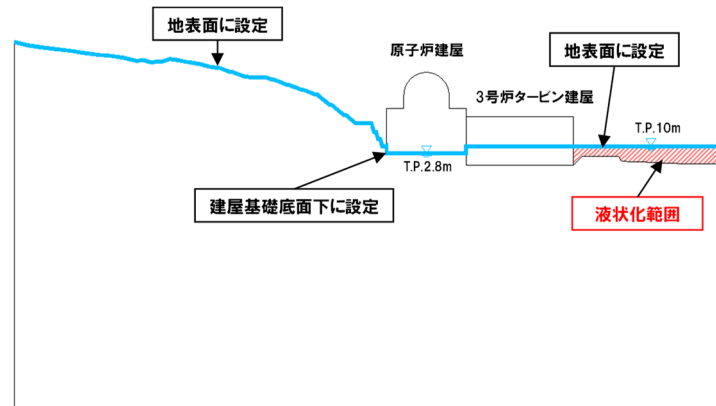 地表面に設定
原子炉建屋
地表面に設定
3号炉タービン建屋
T.P.10m
T.P.2.8m
建屋基礎底面下に設定
液状化範囲